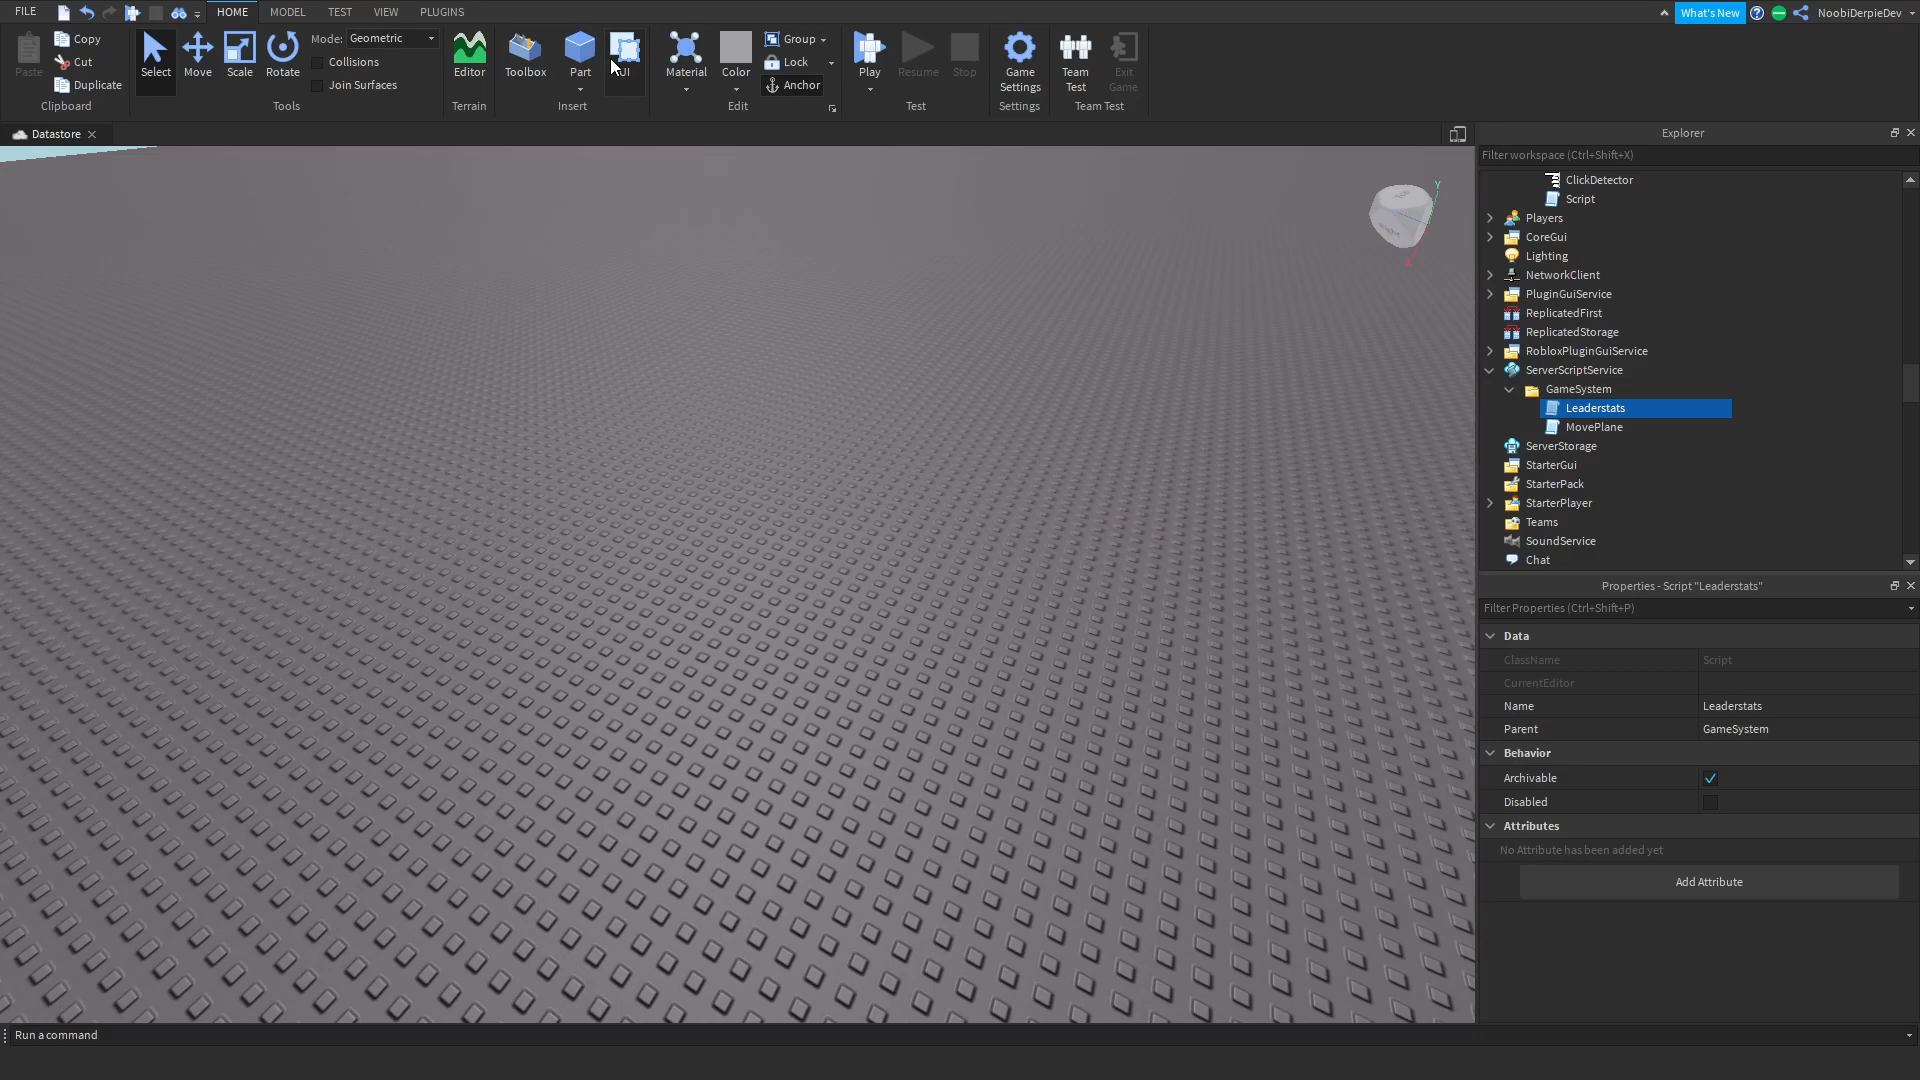 FILE
HOME
MODEL
TEST
VIEW
PLUGINS
What's New
NoobiDerpieDev
Paste
Copy
Cut
Duplicate
Clipboard
Select
Move
Scale
Rotate
Mode: Geometric
Collisions
Join Surfaces
Tools
Editor
Terrain
Toolbox
Part
UI
Insert
Material
Color
Group
Lock
Anchor
Edit
Play
Resume
Stop
Test
Game
Settings
Settings
Team
Test
Exit
Game
Team Test
Datastore
Y
X
Explorer
Filter workspace (Ctrl+Shift+X)
ClickDetector
Script
Players
CoreGui
Lighting
NetworkClient
PluginGuiService
ReplicatedFirst
ReplicatedStorage
RobloxPluginGuiService
ServerScriptService
GameSystem
Leaderstats
MovePlane
ServerStorage
StarterGui
StarterPack
StarterPlayer
Teams
SoundService
Chat
Properties - Script "Leaderstats"
Filter Properties (Ctrl+Shift+P)
Data
ClassName Script
CurrentEditor
Name Leaderstats
Parent GameSystem
Behavior
Archivable
Disabled
Attributes
No Attribute has been added yet
Add Attribute
Run a command